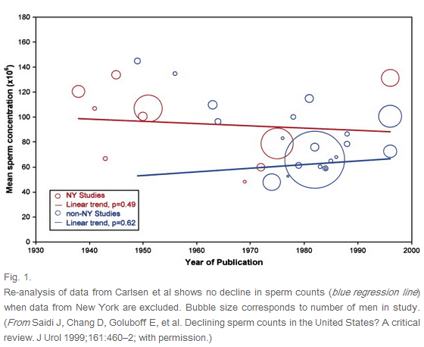 180
160
140
120
100
80
60
40
20
0
Mean sperm concentration (x10⁶)
NY Studies
Linear trend, p=0.49
non-NY Studies
Linear trend, p=0.62
1930 1940 1950 1960 1970 1980 1990 2000
Year of Publication
Fig. 1.
Re-analysis of data from Carlsen et al shows no decline in sperm counts (blue regression line)
when data from New York are excluded. Bubble size corresponds to number of men in study.
(From Saidi J, Chang D, Goluboff E, et al. Declining sperm counts in the United States? A critical
review. J Urol 1999;161:460–2; with permission.)